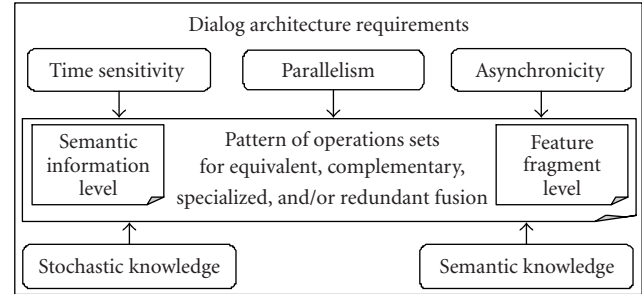 Dialog architecture requirements
Time sensitivity
Parallelism
Asynchronicity
Semantic
information
level
Pattern of operations sets
for equivalent, complementary,
specialized, and/or redundant fusion
Feature
fragment
level
Stochastic knowledge
Semantic knowledge